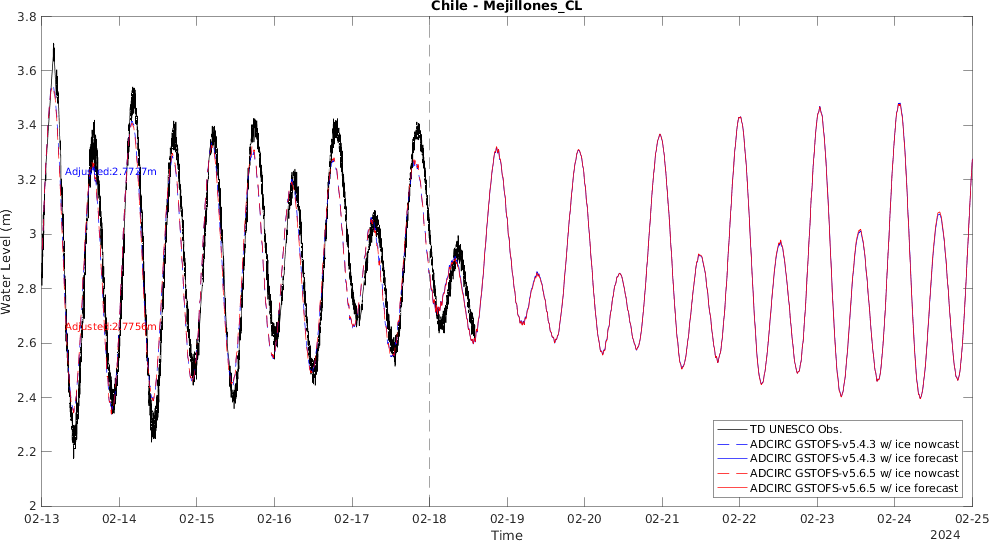 Chile - Mejillones_CL
3.8
3.6
3.4
3.2
3
2.8
2.6
2.4
2.2
2
Water Level (m)
Adjusted:2.7727m
Adjusted:2.7756m
TD UNESCO Obs.
ADCIRC GSTOFS-v5.4.3 w/ ice nowcast
ADCIRC GSTOFS-v5.4.3 w/ ice forecast
ADCIRC GSTOFS-v5.6.5 w/ ice nowcast
ADCIRC GSTOFS-v5.6.5 w/ ice forecast
02-13 02-14 02-15 02-16 02-17 02-18 02-19 02-20 02-21 02-22 02-23 02-24 02-25
Time
2024